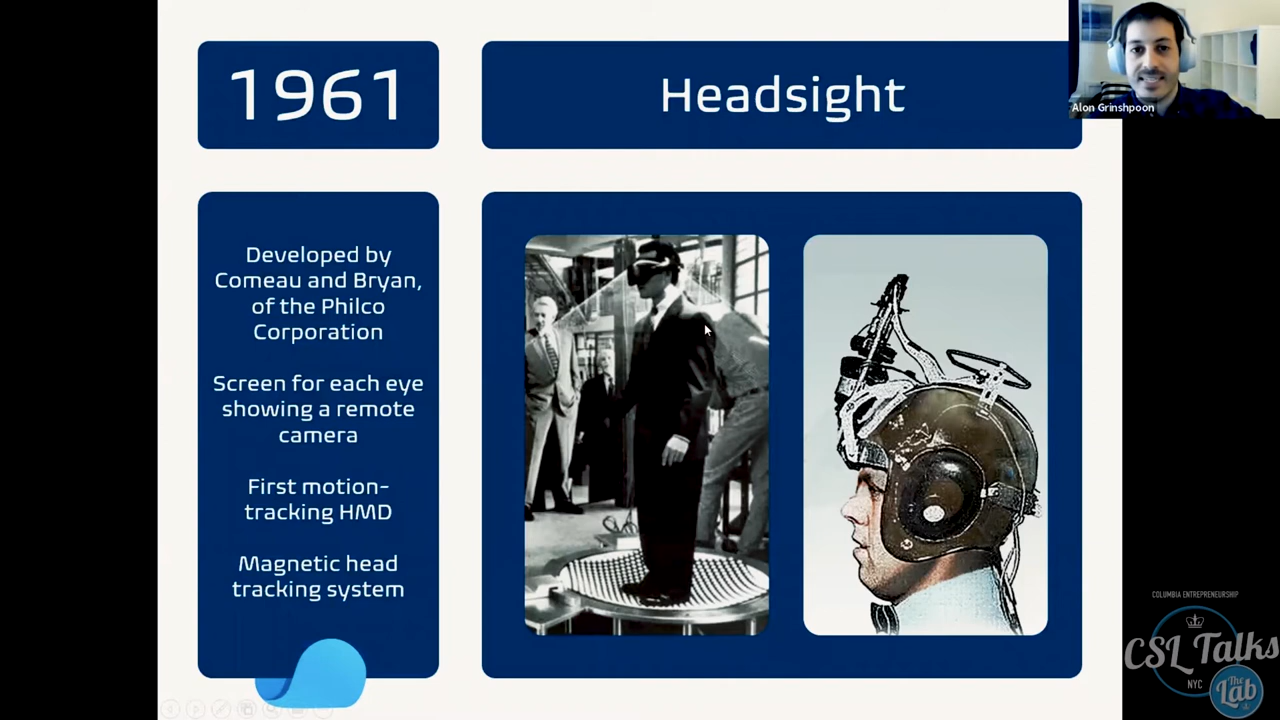 1961
Headsight
Alon Grinshpoon
Developed by
Comeau and Bryan,
of the Philco
Corporation
Screen for each eye
showing a remote
camera
First motion-
tracking HMD
Magnetic head
tracking system
COLUMBIA ENTREPRENEURSHIP
CSL Talks
NYC
The
Lab